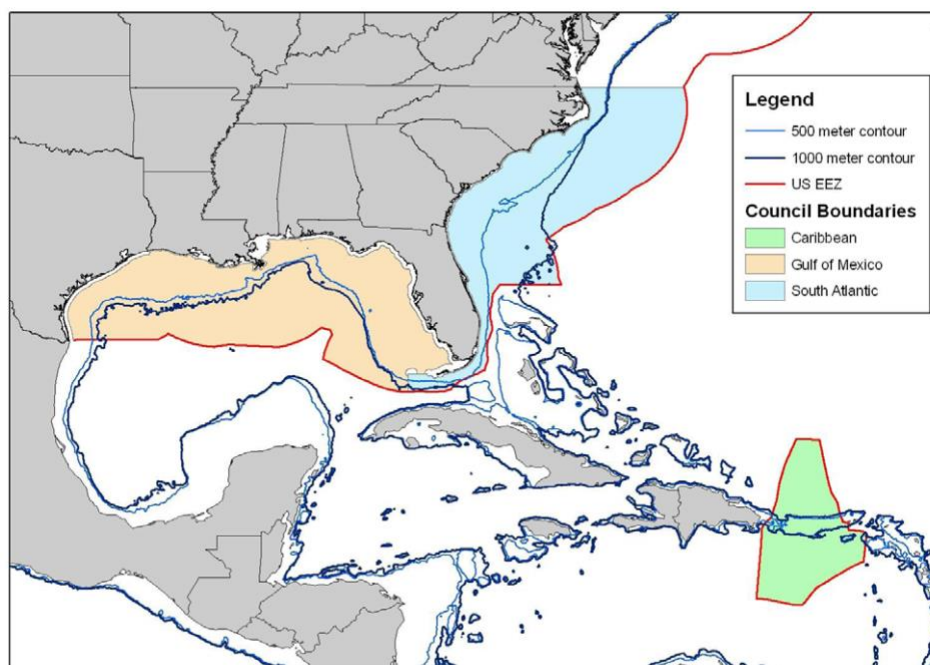 Legend
500 meter contour
1000 meter contour
US EEZ
Council Boundaries
Caribbean
Gulf of Mexico
South Atlantic